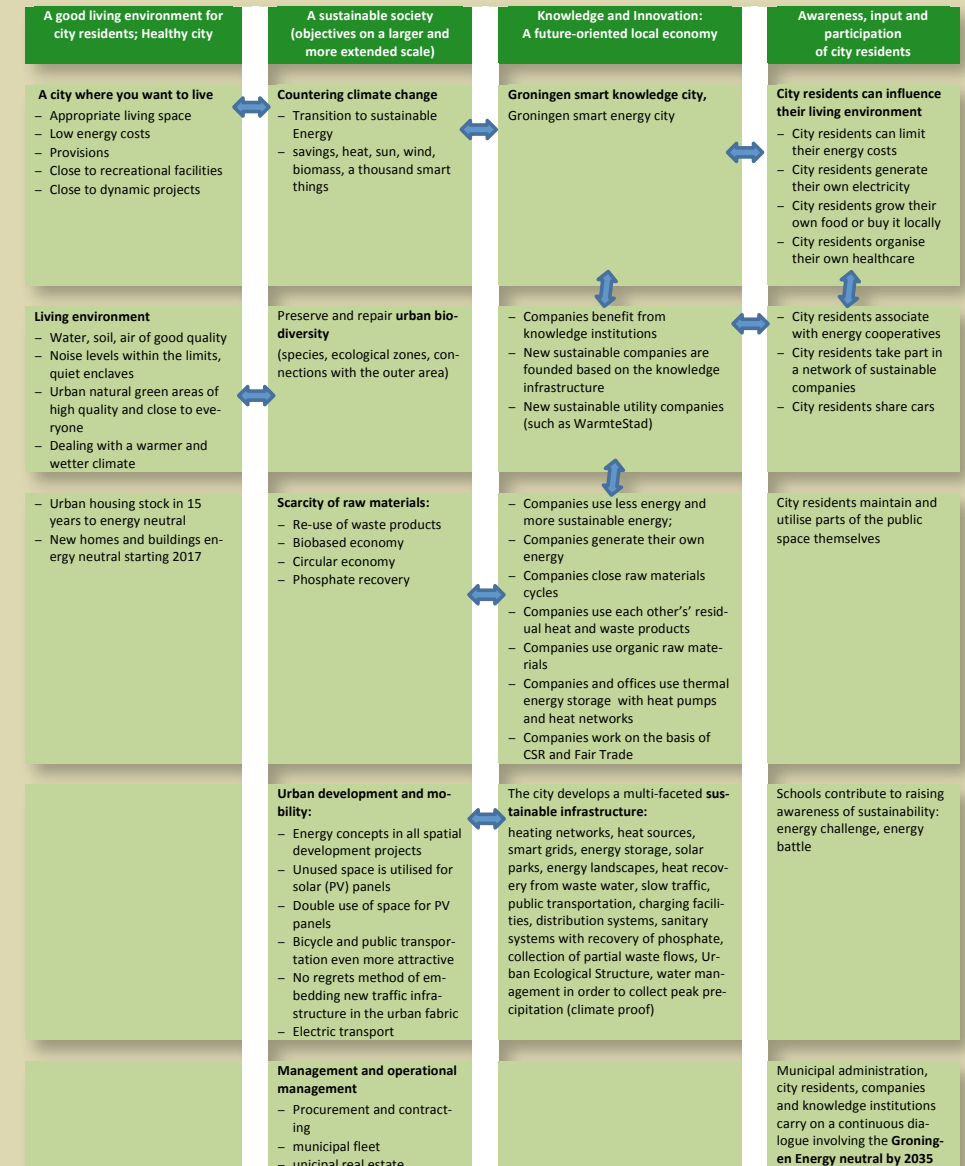 A good living environment for
city residents; Healthy city
A sustainable society
(objectives on a larger and
more extended scale)
Knowledge and Innovation:
A future-oriented local economy
Awareness, input and
participation
of city residents
A city where you want to live
– Appropriate living space
– Low energy costs
– Provisions
– Close to recreational facilities
– Close to dynamic projects
Countering climate change
– Transition to sustainable
Energy
– savings, heat, sun, wind,
biomass, a thousand smart
things
Groningen smart knowledge city,
Groningen smart energy city
City residents can influence
their living environment
– City residents can limit
their energy costs
– City residents generate
their own electricity
– City residents grow their
own food or buy it locally
– City residents organise
their own healthcare
Living environment
– Water, soil, air of good quality
– Noise levels within the limits,
quiet enclaves
– Urban natural green areas of
high quality and close to eve-
ryone
– Dealing with a warmer and
wetter climate
Preserve and repair urban bio-
diversity
(species, ecological zones, con-
nections with the outer area)
– Companies benefit from
knowledge institutions
– New sustainable companies are
founded based on the knowledge
infrastructure
– New sustainable utility companies
(such as WarmteStad)
– City residents associate
with energy cooperatives
– City residents take part in
a network of sustainable
companies
– City residents share cars
– Urban housing stock in 15
years to energy neutral
– New homes and buildings en-
ergy neutral starting 2017
Scarcity of raw materials:
– Re-use of waste products
– Biobased economy
– Circular economy
– Phosphate recovery
– Companies use less energy and
more sustainable energy;
– Companies generate their own
energy
– Companies close raw materials
cycles
– Companies use each other's' resid-
ual heat and waste products
– Companies use organic raw mate-
rials
– Companies and offices use thermal
energy storage with heat pumps
and heat networks
– Companies work on the basis of
CSR and Fair Trade
City residents maintain and
utilise parts of the public
space themselves
Urban development and mo-
bility:
– Energy concepts in all spatial
development projects
– Unused space is utilised for
solar (PV) panels
– Double use of space for PV
panels
– Bicycle and public transpor-
tation even more attractive
– No regrets method of em-
bedding new traffic infra-
structure in the urban fabric
– Electric transport
The city develops a multi-faceted sus-
tainable infrastructure:
heating networks, heat sources,
smart grids, energy storage, solar
parks, energy landscapes, heat recov-
ery from waste water, slow traffic,
public transportation, charging facili-
ties, distribution systems, sanitary
systems with recovery of phosphate,
collection of partial waste flows, Ur-
ban Ecological Structure, water man-
agement in order to collect peak pre-
cipitation (climate proof)
Schools contribute to raising
awareness of sustainability:
energy challenge, energy
battle
Management and operational
management
– Procurement and contract-
ing
– municipal fleet
– unicipal real estate
Municipal administration,
city residents, companies
and knowledge institutions
carry on a continuous dia-
logue involving the Groning-
en Energy neutral by 2035